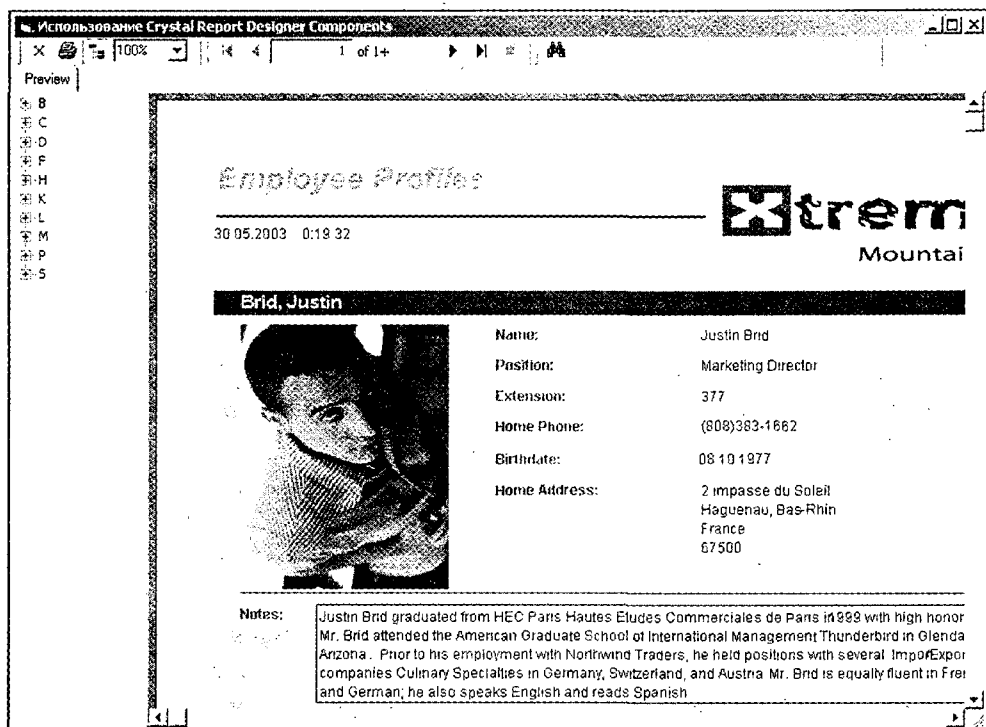 Использование Crystal Report Designer Components
100% 1 of 1+
Preview
B
C
D
F
H
K
L
M
P
S
Employee Profiles
Xtrem
Mountai
30.05.2003 0:19:32
Brid, Justin
Name: Justin Brid
Position: Marketing Director
Extension: 377
Home Phone: (808)383-1662
Birthdate: 08.10.1977
Home Address: 2 impasse du Soleil
Haguenau, Bas-Rhin
France
67500
Notes: Justin Brid graduated from HEC Paris Hautes Etudes Commerciales de Paris in1999 with high honor
Mr. Brid attended the American Graduate School of International Management Thunderbird in Glenda
Arizona. Prior to his employment with Northwind Traders, he held positions with several Impor/Expor
companies Culinary Specialties in Germany, Switzerland, and Austria Mr. Brid is equally fluent in Fre
and German; he also speaks English and reads Spanish